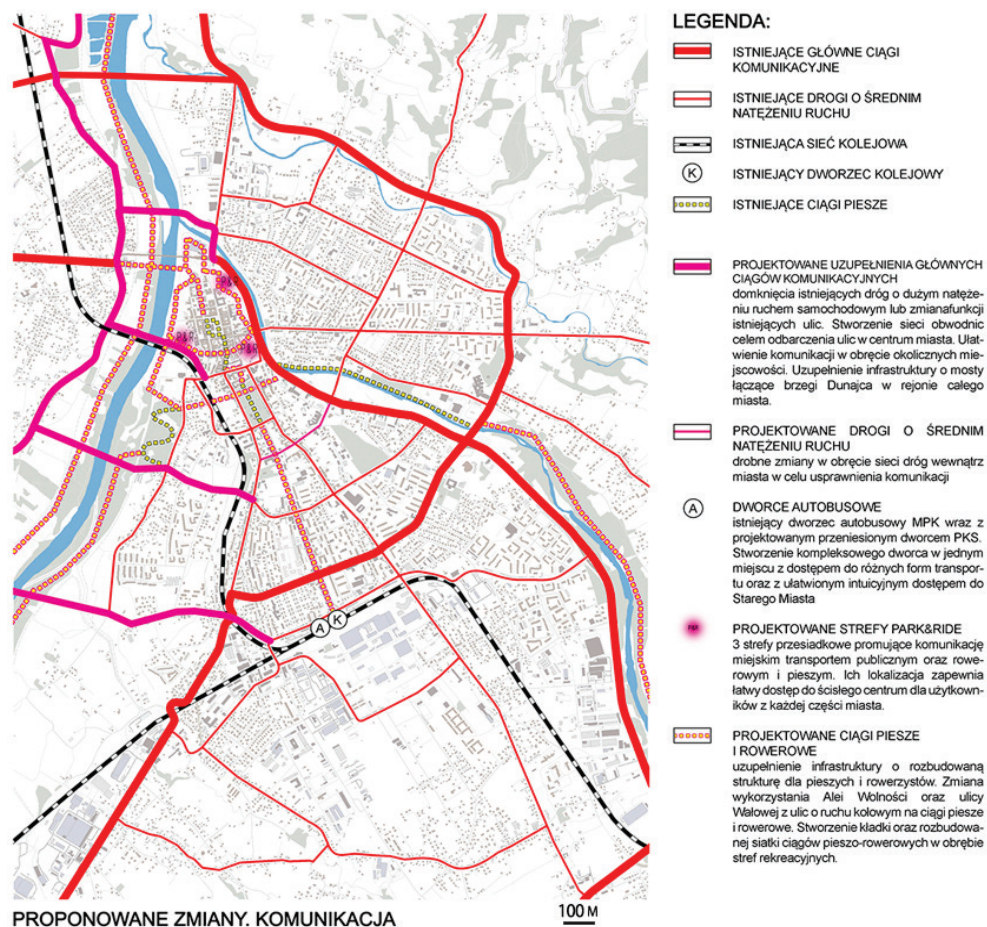 LEGENDA:
ISTNIEJĄCE GŁÓWNE CIĄGI
KOMUNIKACYJNE
ISTNIEJĄCE DROGI O ŚREDNIM
NATĘŻENIU RUCHU
ISTNIEJĄCA SIEĆ KOLEJOWA
K
ISTNIEJĄCY DWORZEC KOLEJOWY
ISTNIEJĄCE CIĄGI PIESZE
PROJEKTOWANE UZUPEŁNIENIA GŁÓWNYCH
CIĄGÓW KOMUNIKACYJNYCH
domknięcia istniejących dróg o dużym natęże-
niu ruchem samochodowym lub zmianafunkcji
istniejących ulic. Stworzenie sieci obwodnic
celem odbarczenia ulic w centrum miasta. Ułat-
wienie komunikacji w obręcie okolicznych mie-
jscowości. Uzupełnienie infrastruktury o mosty
łączące brzegi Dunajca w rejonie całego
miasta.
PROJEKTOWANE DROGI O ŚREDNIM
NATĘŻENIU RUCHU
drobne zmiany w obręcie sieci dróg wewnątrz
miasta w celu usprawnienia komunikacji
A
DWORCE AUTOBUSOWE
istniejący dworzec autobusowy MPK wraz z
projektowanym przeniesionym dworcem PKS.
Stworzenie kompleksowego dworca w jednym
miejscu z dostępem do różnych form transpor-
tu oraz z ułatwionym intuicyjnym dostępem do
Starego Miasta
P&R
PROJEKTOWANE STREFY PARK&RIDE
3 strefy przesiadkowe promujące komunikację
miejskim transportem publicznym oraz rowe-
rowym i pieszym. Ich lokalizacja zapewnia
łatwy dostęp do ścisłego centrum dla użytkown-
ików z każdej części miasta.
PROJEKTOWANE CIĄGI PIESZE
I ROWEROWE
uzupełnienie infrastruktury o rozbudowaną
strukturę dla pieszych i rowerzystów. Zmiana
wykorzystania Alei Wolności oraz ulicy
Wałowej z ulic o ruchu kołowym na ciągi piesze
i rowerowe. Stworzenie kładki oraz rozbudowa-
nej siatki ciągów pieszo-rowerowych w obrębie
stref rekreacyjnych.
P&R
P&R
P&R
A K
PROPONOWANE ZMIANY. KOMUNIKACJA
100 M